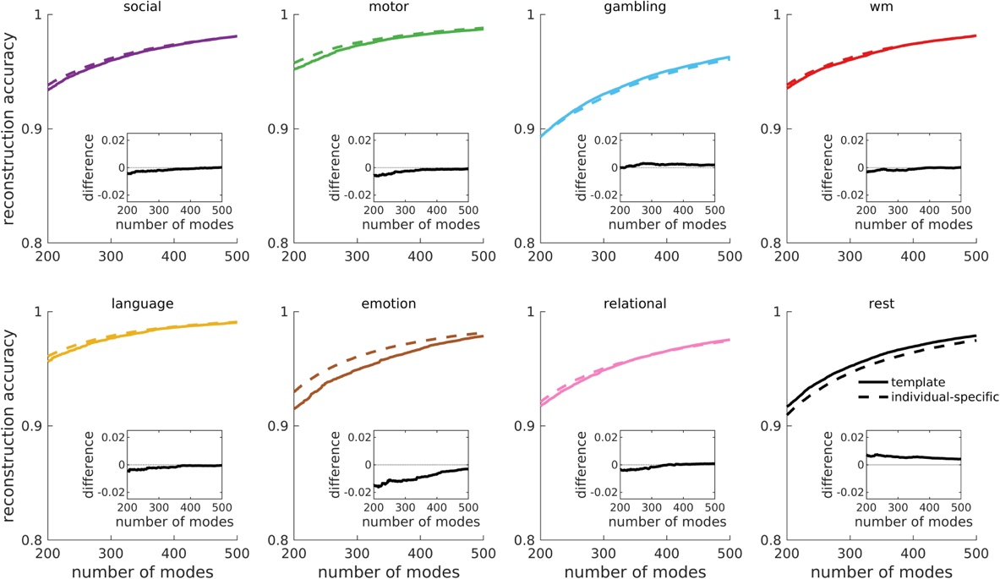 social
motor
gambling
wm
reconstruction accuracy
1
0.9
0.8
200 300 400 500
difference
0.02
0
-0.02
200 300 400 500
number of modes
1
0.9
0.8
200 300 400 500
difference
0.02
0
-0.02
200 300 400 500
number of modes
1
0.9
0.8
200 300 400 500
difference
0.02
0
-0.02
200 300 400 500
number of modes
1
0.9
0.8
200 300 400 500
difference
0.02
0
-0.02
200 300 400 500
number of modes
language
emotion
relational
rest
reconstruction accuracy
1
0.9
0.8
200 300 400 500
number of modes
difference
0.02
0
-0.02
200 300 400 500
number of modes
1
0.9
0.8
200 300 400 500
number of modes
difference
0.02
0
-0.02
200 300 400 500
number of modes
1
0.9
0.8
200 300 400 500
number of modes
difference
0.02
0
-0.02
200 300 400 500
number of modes
1
0.9
0.8
200 300 400 500
number of modes
template
individual-specific
difference
0.02
0
-0.02
200 300 400 500
number of modes